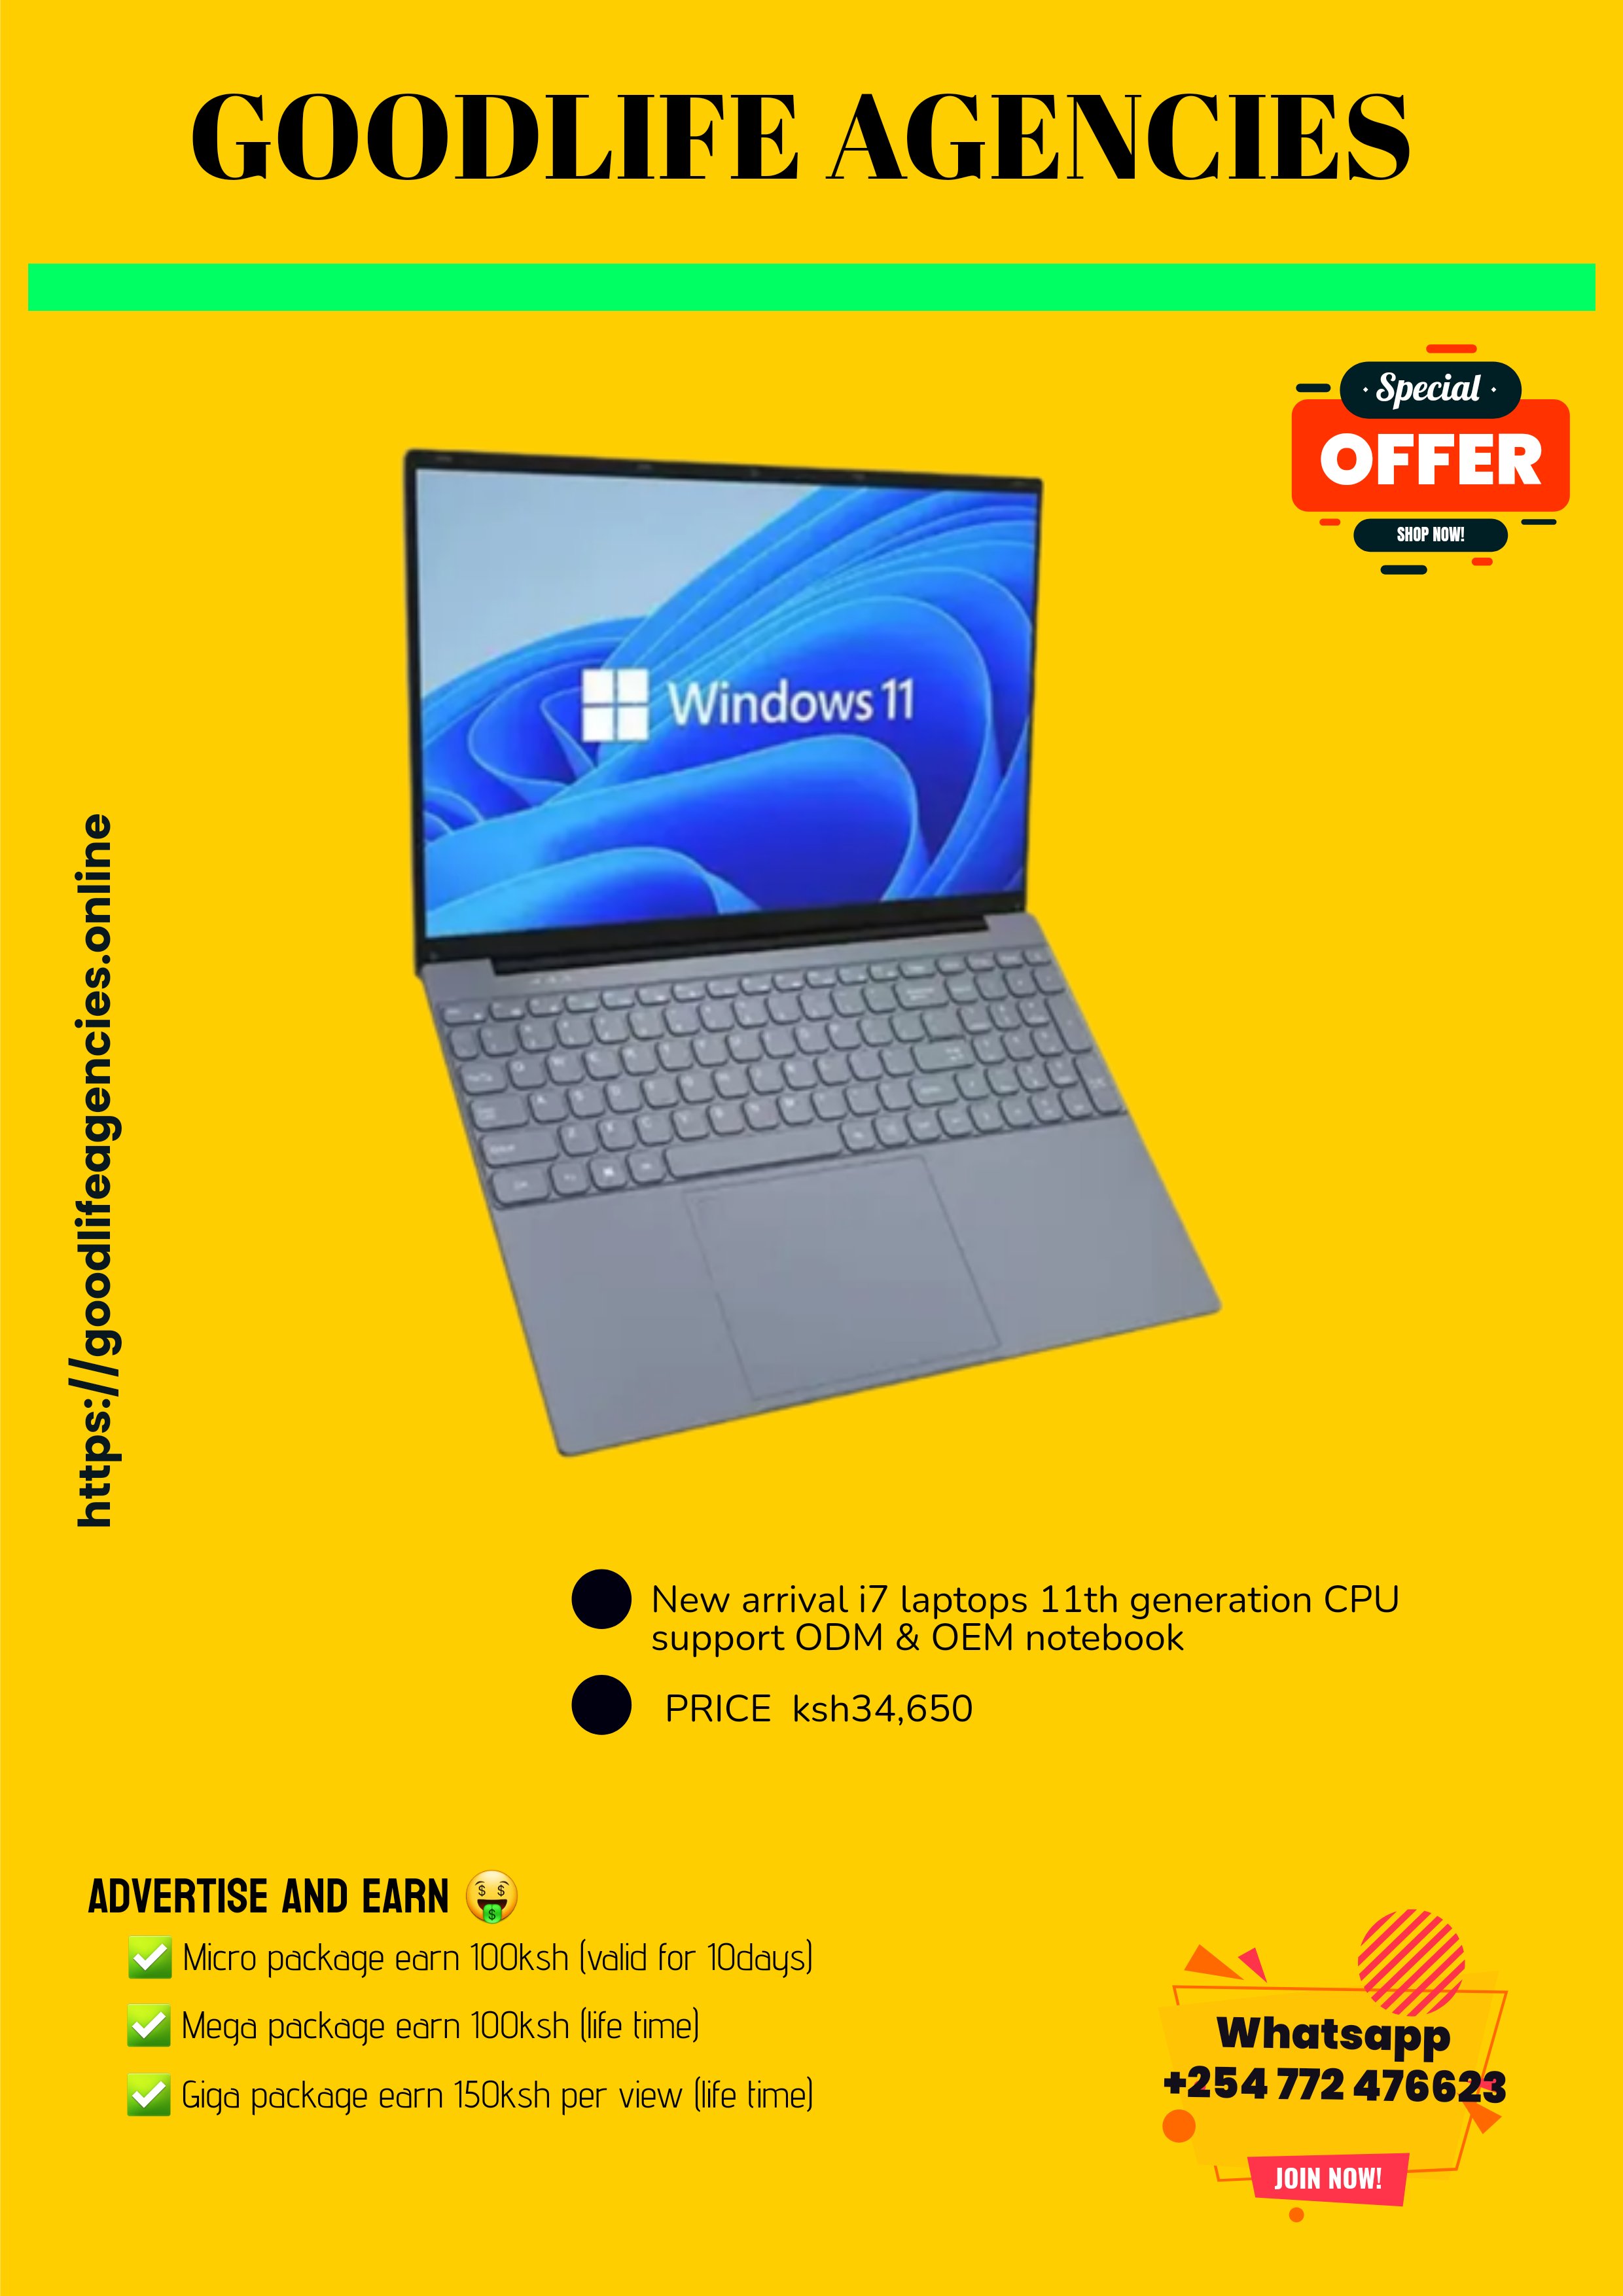 GOODLIFE AGENCIES
Special
OFFER
SHOP NOW!
Windows 11
https://goodlifeagencies.online
New arrival i7 laptops 11th generation CPU
support ODM & OEM notebook
PRICE ksh34,650
ADVERTISE AND EARN 🤑
✅ Micro package earn 100ksh (valid for 10days)
✅ Mega package earn 100ksh (life time)
✅ Giga package earn 150ksh per view (life time)
Whatsapp
+254 772 476623
JOIN NOW!